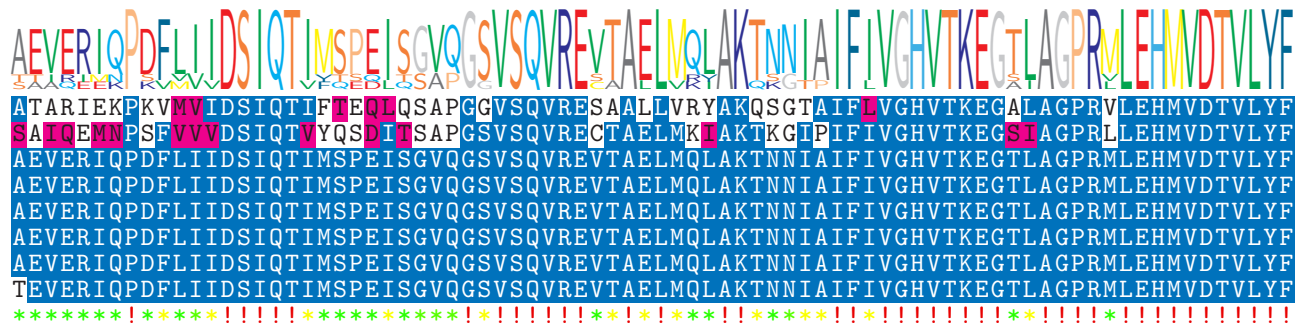 AEVERIQPDFLIIDSIQTIMSPEISGVQGSVSQVREVTAELMQLAKTNNIAIFIVGHVTKEGTLAGPRMLEHMVDTVLYF
ATARIEKPKVMVIDSIQTIFTEQLQSAPGGVSQVRESAALLVRYAKQSGTAIFLVGHVTKEGALAGPRVLEHMVDTVLYF
SAIQEMNPSFVVVDSIQTVYQSDITSAPGSVSQVRECTAELMKIAKTKGIPIFIVGHVTKEGSIAGPRLLEHMVDTVLYF
AEVERIQPDFLIIDSIQTIMSPEISGVQGSVSQVREVTAELMQLAKTNNIAIFIVGHVTKEGTLAGPRMLEHMVDTVLYF
AEVERIQPDFLIIDSIQTIMSPEISGVQGSVSQVREVTAELMQLAKTNNIAIFIVGHVTKEGTLAGPRMLEHMVDTVLYF
AEVERIQPDFLIIDSIQTIMSPEISGVQGSVSQVREVTAELMQLAKTNNIAIFIVGHVTKEGTLAGPRMLEHMVDTVLYF
AEVERIQPDFLIIDSIQTIMSPEISGVQGSVSQVREVTAELMQLAKTNNIAIFIVGHVTKEGTLAGPRMLEHMVDTVLYF
AEVERIQPDFLIIDSIQTIMSPEISGVQGSVSQVREVTAELMQLAKTNNIAIFIVGHVTKEGTLAGPRMLEHMVDTVLYF
TEVERIQPDFLIIDSIQTIMSPEISGVQGSVSQVREVTAELMQLAKTNNIAIFIVGHVTKEGTLAGPRMLEHMVDTVLYF
*******!*****!!!!!**********!*!!!!!!**!*!***!!*****!!*!!!!!!!!**!!!!*!!!!!!!!!!!